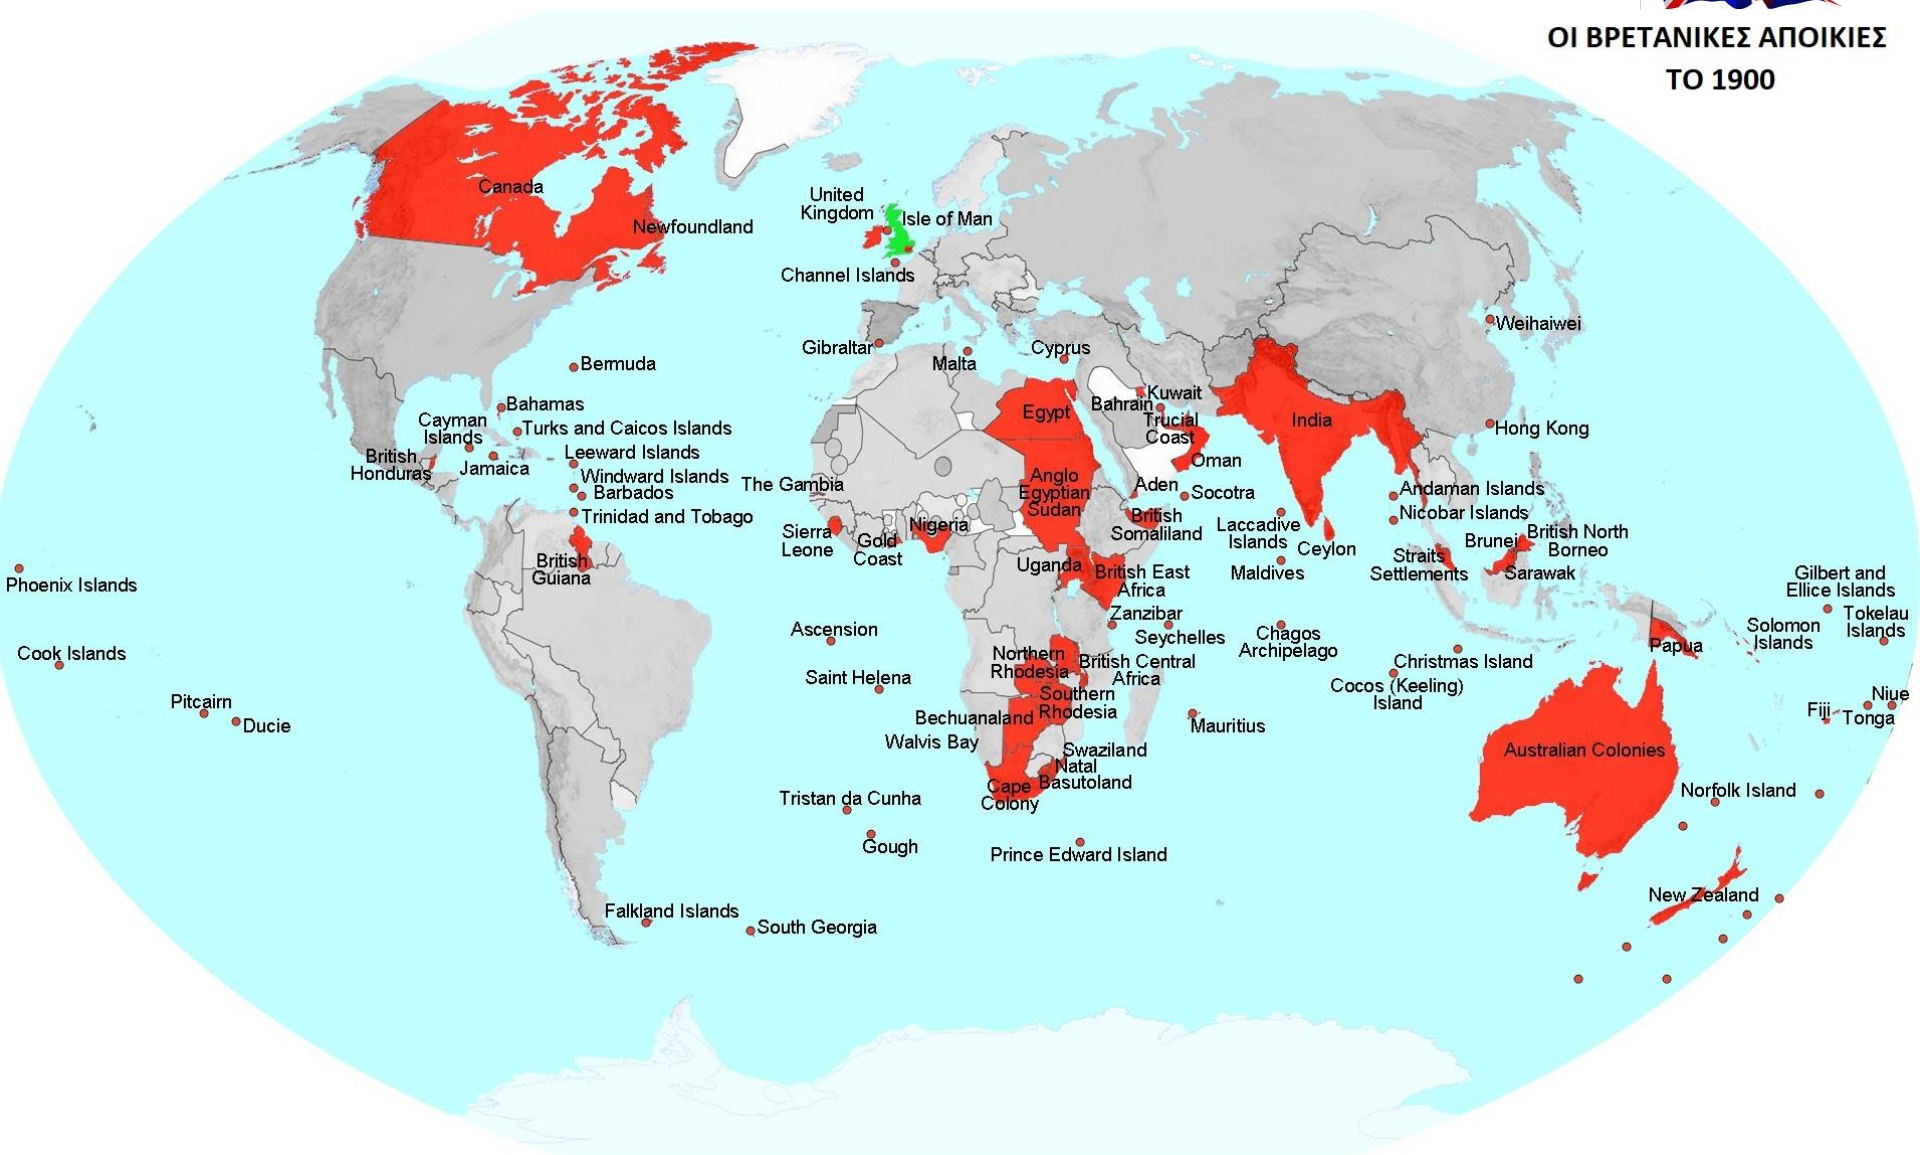 ΟΙ ΒΡΕΤΑΝΙΚΕΣ ΑΠΟΙΚΙΕΣ
ΤΟ 1900
Canada
Newfoundland
United
Kingdom
Isle of Man
Channel Islands
Gibraltar
Malta
Cyprus
Weihaiwei
Bermuda
Bahamas
Cayman
Islands
Turks and Caicos Islands
British
Honduras
Jamaica
Leeward Islands
Windward Islands
Barbados
Trinidad and Tobago
British
Guiana
Egypt
Kuwait
Bahrain
Trucial
Coast
Oman
Aden
Socotra
India
Hong Kong
The Gambia
Sierra
Leone
Gold
Coast
Nigeria
Anglo
Egyptian
Sudan
British
Somaliland
Uganda
British East
Africa
Zanzibar
Seychelles
Laccadive
Islands
Ceylon
Maldives
Andaman Islands
Nicobar Islands
Straits
Settlements
Brunei
British North
Borneo
Sarawak
Phoenix Islands
Cook Islands
Pitcairn
Ducie
Ascension
Saint Helena
Northern
Rhodesia
British Central
Africa
Southern
Rhodesia
Bechuanaland
Walvis Bay
Swaziland
Natal
Basutoland
Cape
Colony
Mauritius
Chagos
Archipelago
Christmas Island
Cocos (Keeling)
Island
Gilbert and
Ellice Islands
Solomon
Islands
Tokelau
Islands
Papua
Niue
Fiji
Tonga
Australian Colonies
Norfolk Island
New Zealand
Tristan da Cunha
Gough
Prince Edward Island
Falkland Islands
South Georgia